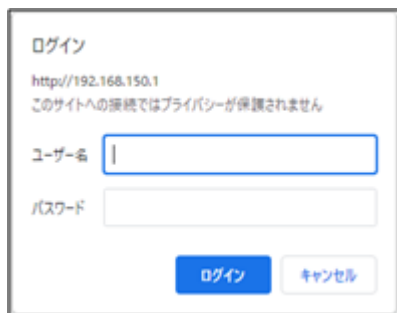 ログイン
http://192.168.150.1
このサイトへの接続ではプライバシーが保護されません
ユーザー名
パスワード
ログイン キャンセル